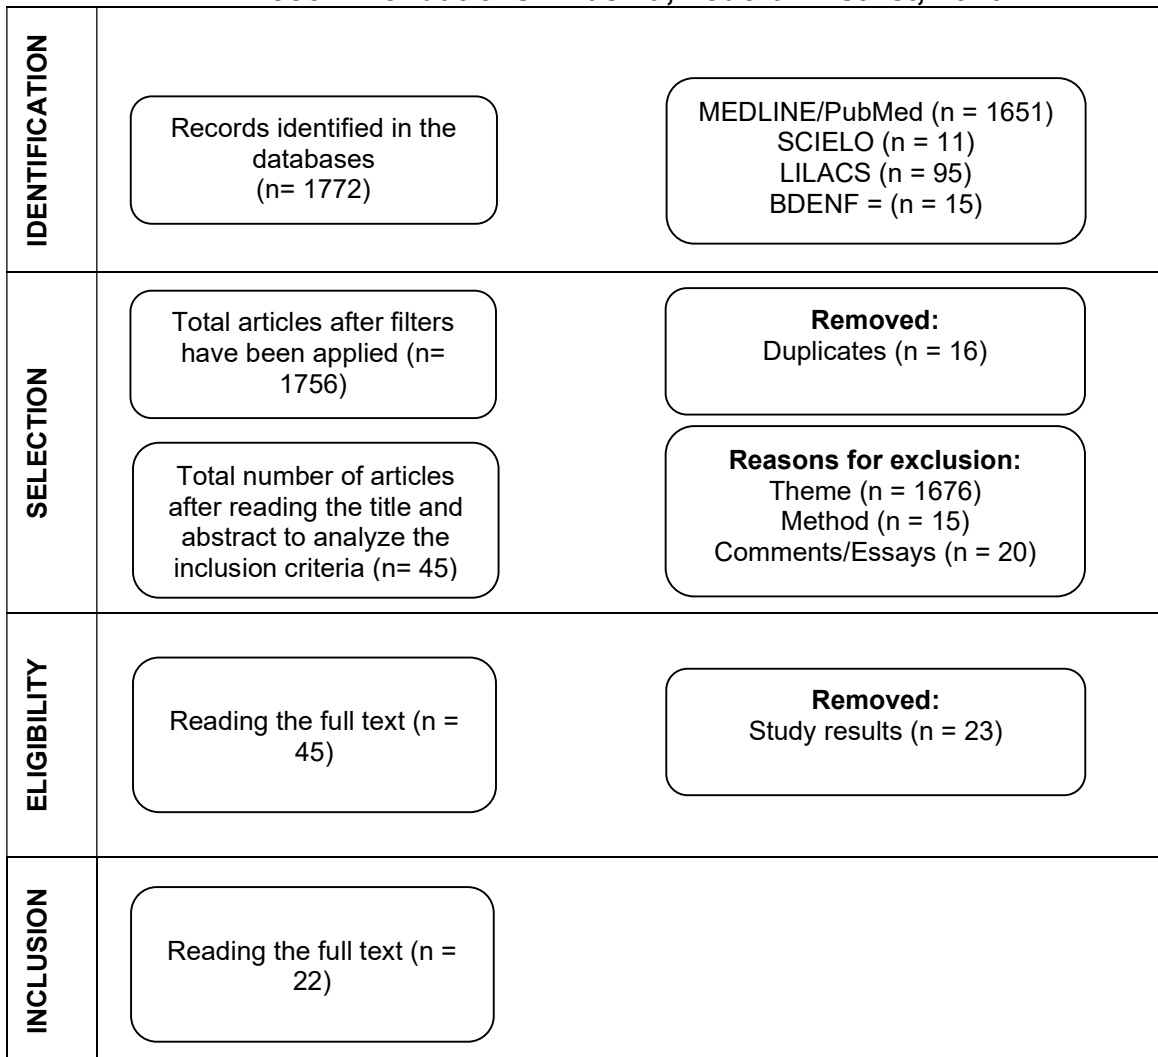 IDENTIFICATION
Records identified in the
databases
(n= 1772)
MEDLINE/PubMed (n = 1651)
SCIELO (n = 11)
LILACS (n = 95)
BDENF = (n = 15)
SELECTION
Total articles after filters
have been applied (n=
1756)
Removed:
Duplicates (n = 16)
Total number of articles
after reading the title and
abstract to analyze the
inclusion criteria (n= 45)
Reasons for exclusion:
Theme (n = 1676)
Method (n = 15)
Comments/Essays (n = 20)
ELIGIBILITY
Reading the full text (n =
45)
Removed:
Study results (n = 23)
INCLUSION
Reading the full text (n =
22)